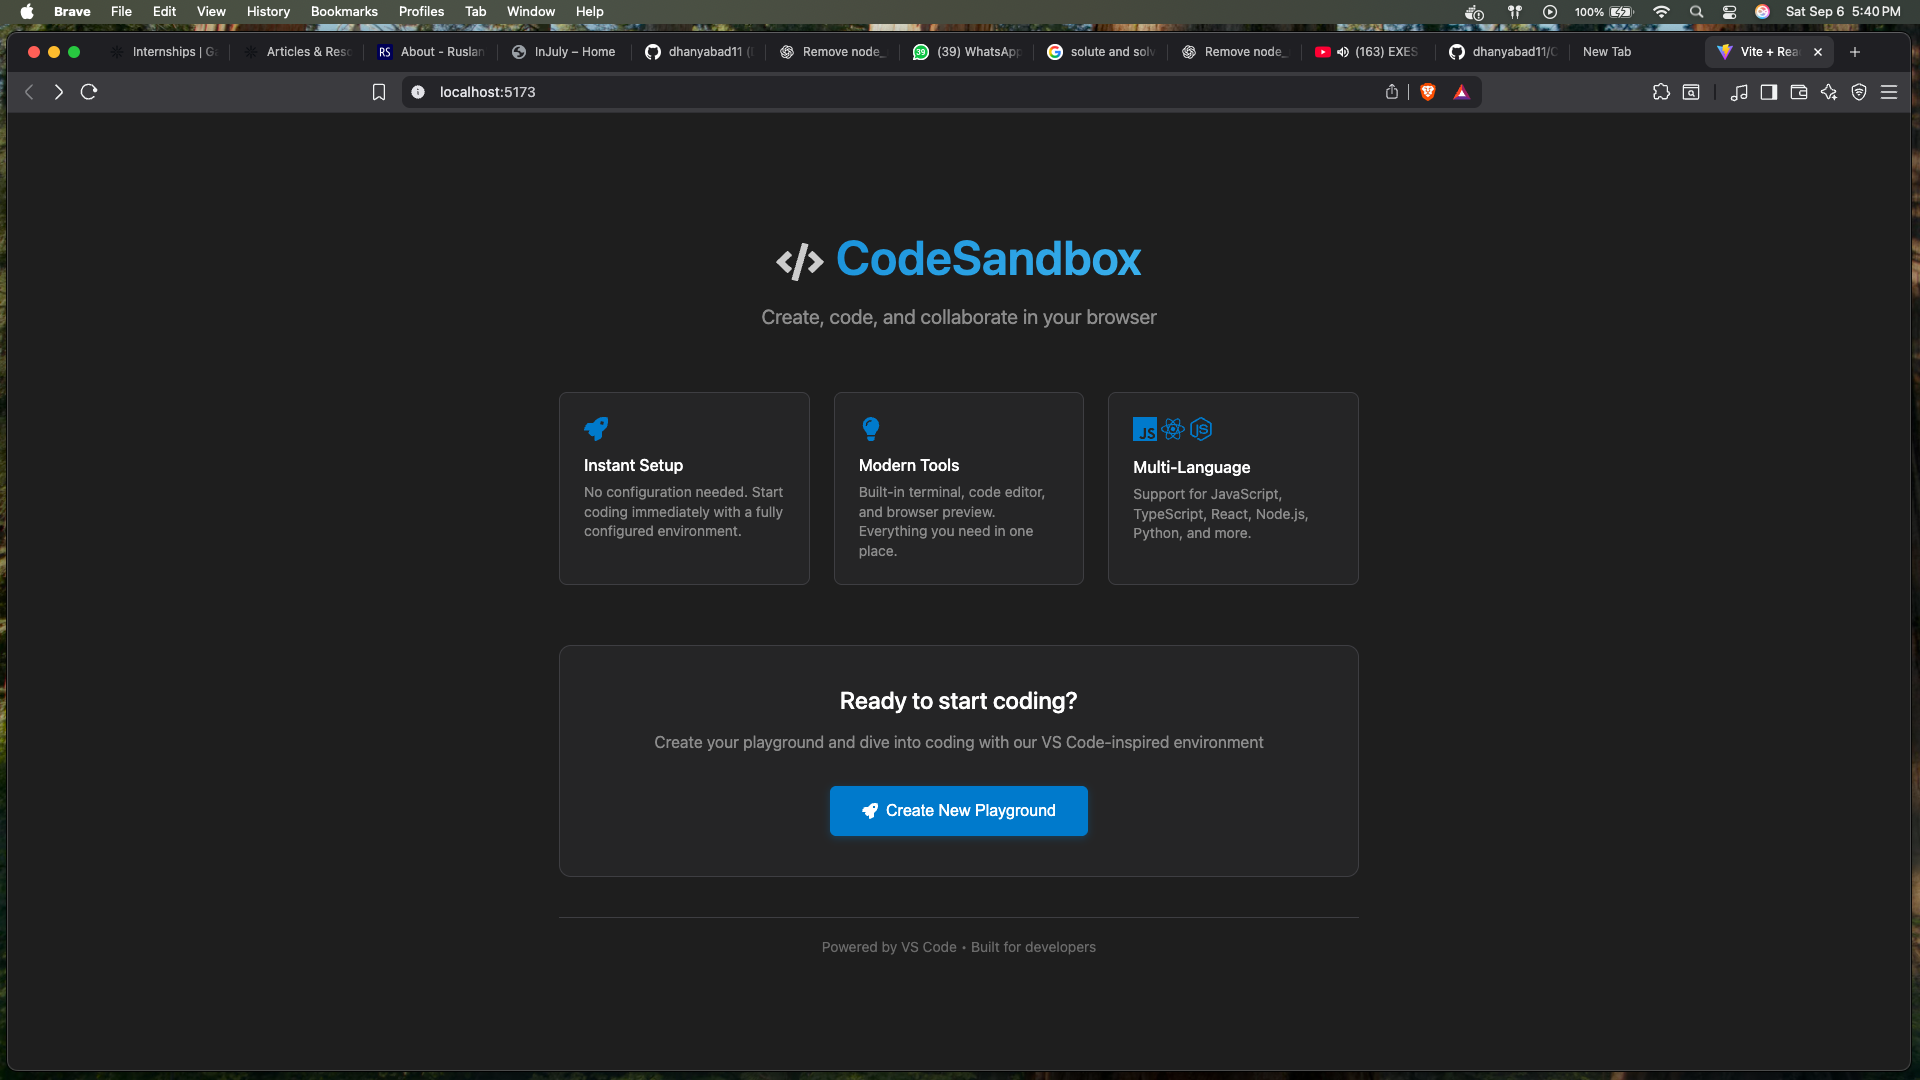 Brave File Edit View History Bookmarks Profiles Tab Window Help 100% Sat Sep 6 5:40 PM
Internships | Ga Articles & Reso RS About - Ruslan InJuly – Home dhanyabad11 ( Remove node_ 39 (39) WhatsApp solute and solv Remove node_ (163) EXES dhanyabad11/C New Tab Vite + Rea
localhost:5173
</> CodeSandbox
Create, code, and collaborate in your browser
Instant Setup
No configuration needed. Start
coding immediately with a fully
configured environment.
Modern Tools
Built-in terminal, code editor,
and browser preview.
Everything you need in one
place.
JS JS
Multi-Language
Support for JavaScript,
TypeScript, React, Node.js,
Python, and more.
Ready to start coding?
Create your playground and dive into coding with our VS Code-inspired environment
Create New Playground
Powered by VS Code • Built for developers